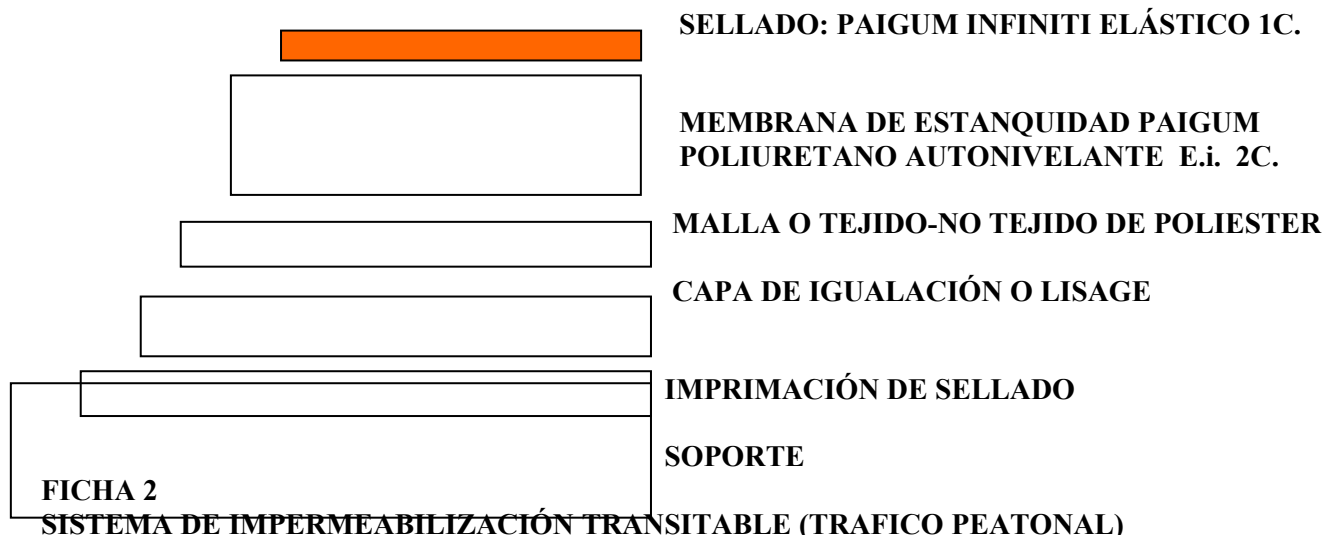 SELLADO: PAIGUM INFINITI ELÁSTICO 1C.
MEMBRANA DE ESTANQUIDAD PAIGUM
POLIURETANO AUTONIVELANTE E.i. 2C.
MALLA O TEJIDO-NO TEJIDO DE POLIESTER
CAPA DE IGUALACIÓN O LISAGE
IMPRIMACIÓN DE SELLADO
SOPORTE
FICHA 2
SISTEMA DE IMPERMEABILIZACIÓN TRANSITABLE (TRAFICO PEATONAL)